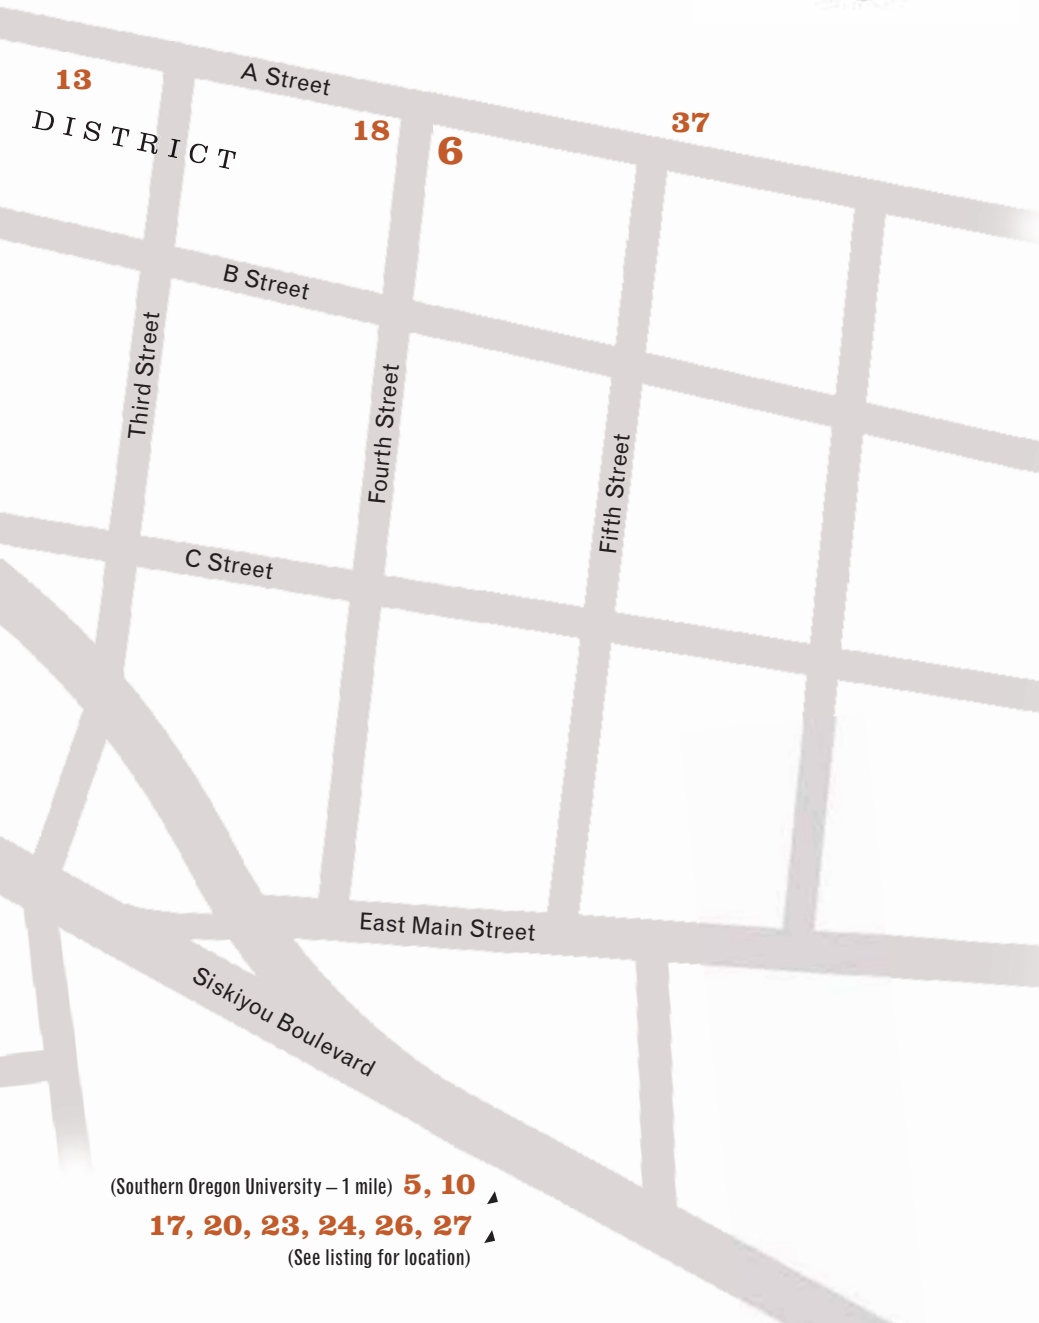 A Street
13
37
18
6
DISTRICT
B Street
Third Street
Fourth Street
Fifth Street
C Street
East Main Street
Siskiyou Boulevard
(Southern Oregon University – 1 mile) 5, 10
17, 20, 23, 24, 26, 27
(See listing for location)